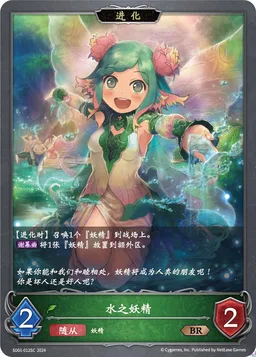 进化
【进化时】召唤1个『妖精』到战场上。
谢幕曲 将1张『妖精』放置到额外区。
如果你能和我们和睦相处，妖精将成为人类的朋友呢！
你是坏人还是好人呢？
水之妖精
2
随从
妖精
BR
2
2024
© Cygames, Inc. Published by NetEase Games